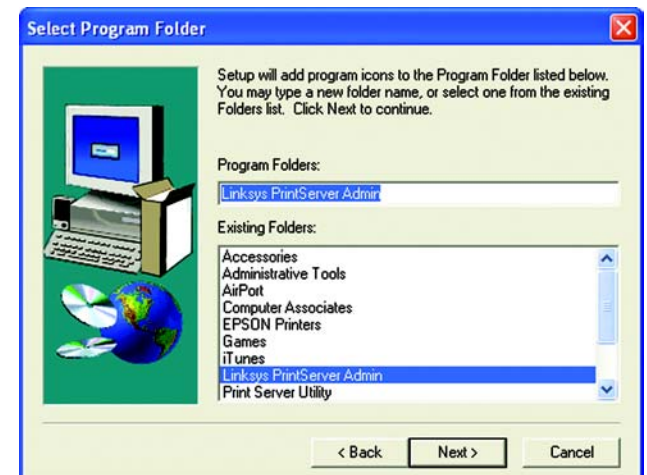 Select Program Folder
Setup will add program icons to the Program Folder listed below.
You may type a new folder name, or select one from the existing
Folders list. Click Next to continue.
Program Folders:
Linksys PrintServer Admin
Existing Folders:
Accessories
Administrative Tools
AirPort
Computer Associates
EPSON Printers
Games
iTunes
Linksys PrintServer Admin
Print Server Utility
< Back
Next >
Cancel